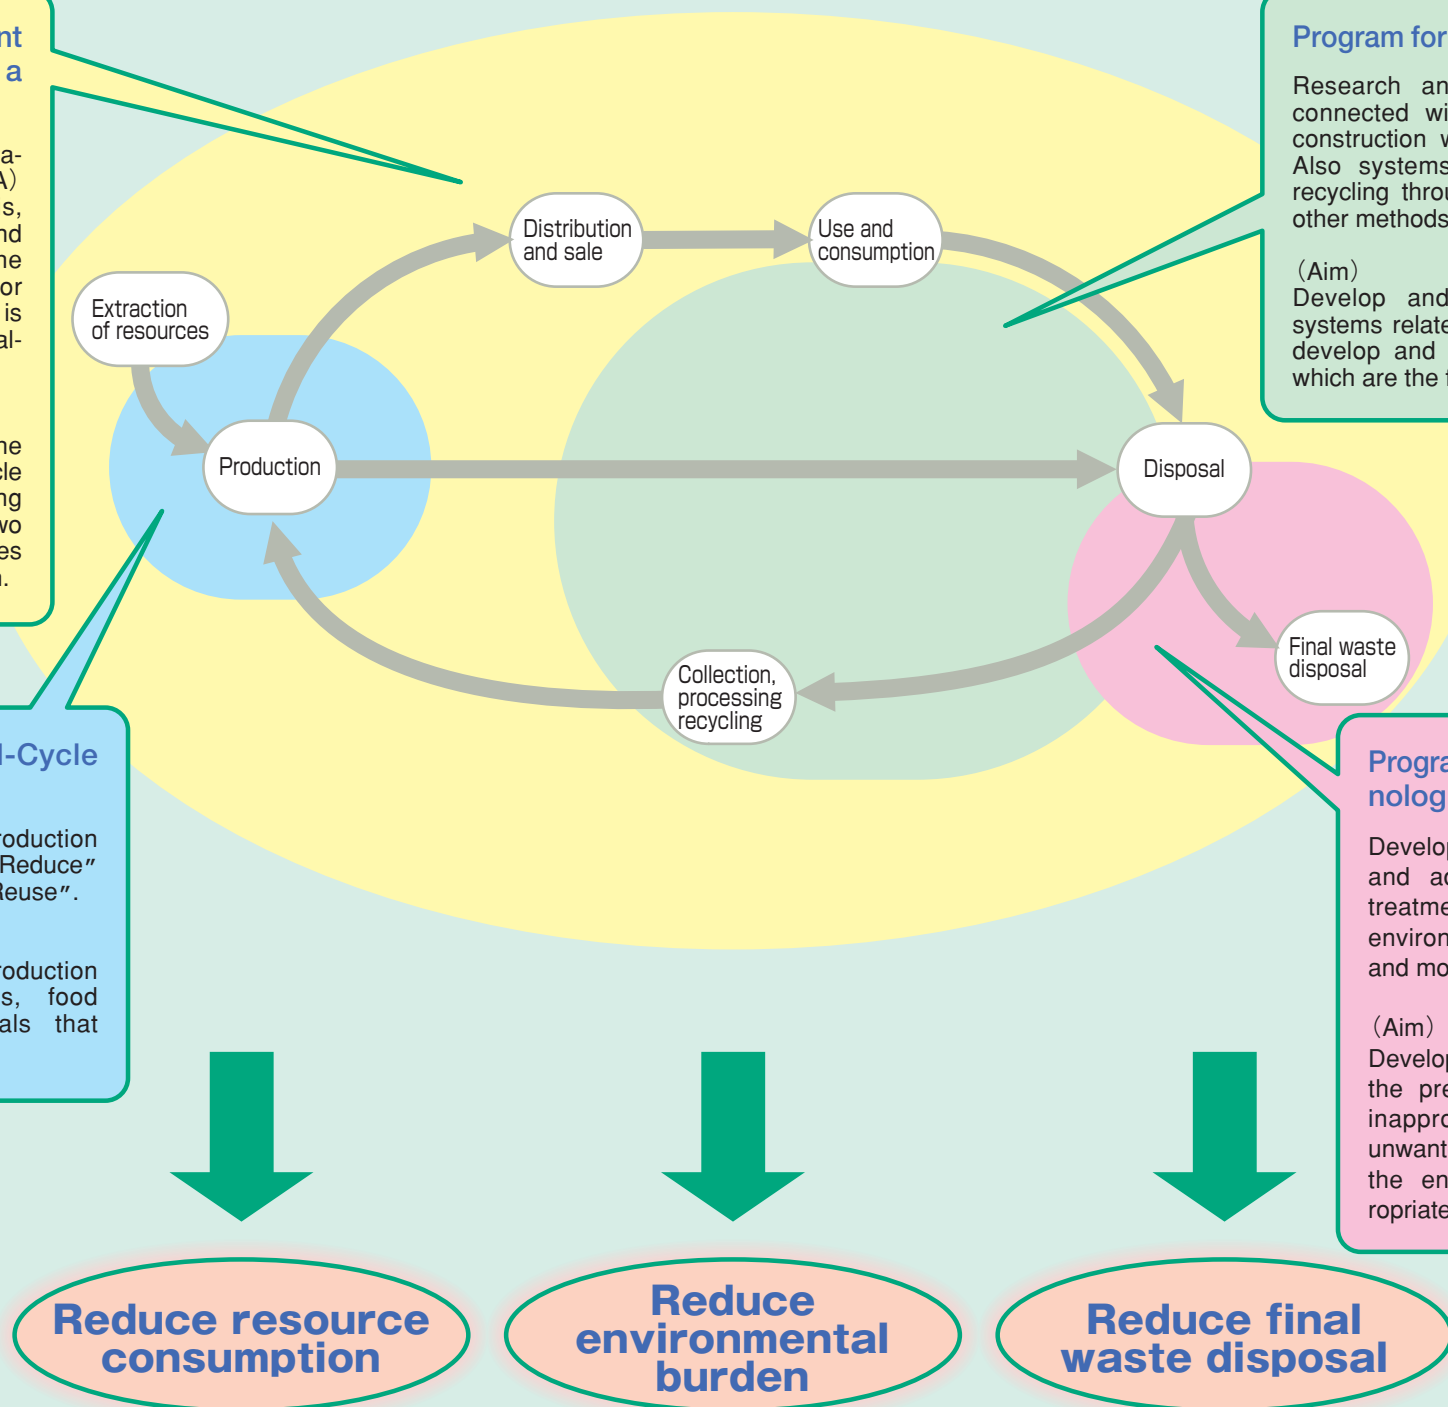 nt
a
a-
A）
s,
nd
he
or
is
al-
he
cle
ng
wo
es
n.
Program for
Research an
connected wi
construction w
Also systems
recycling throu
other methods
（Aim）
Develop and
systems relate
develop and
which are the f
Distribution
and sale
Use and
consumption
Extraction
of resources
Production
Disposal
Collection,
processing
recycling
Final waste
disposal
l-Cycle
roduction
Reduce”
Reuse”.
roduction
s, food
als that
Progra
nolog
Develop
and ac
treatme
environ
and mo
（Aim）
Develop
the pre
inappro
unwant
the en
ropriate
Reduce resource
consumption
Reduce
environmental
burden
Reduce final
waste disposal